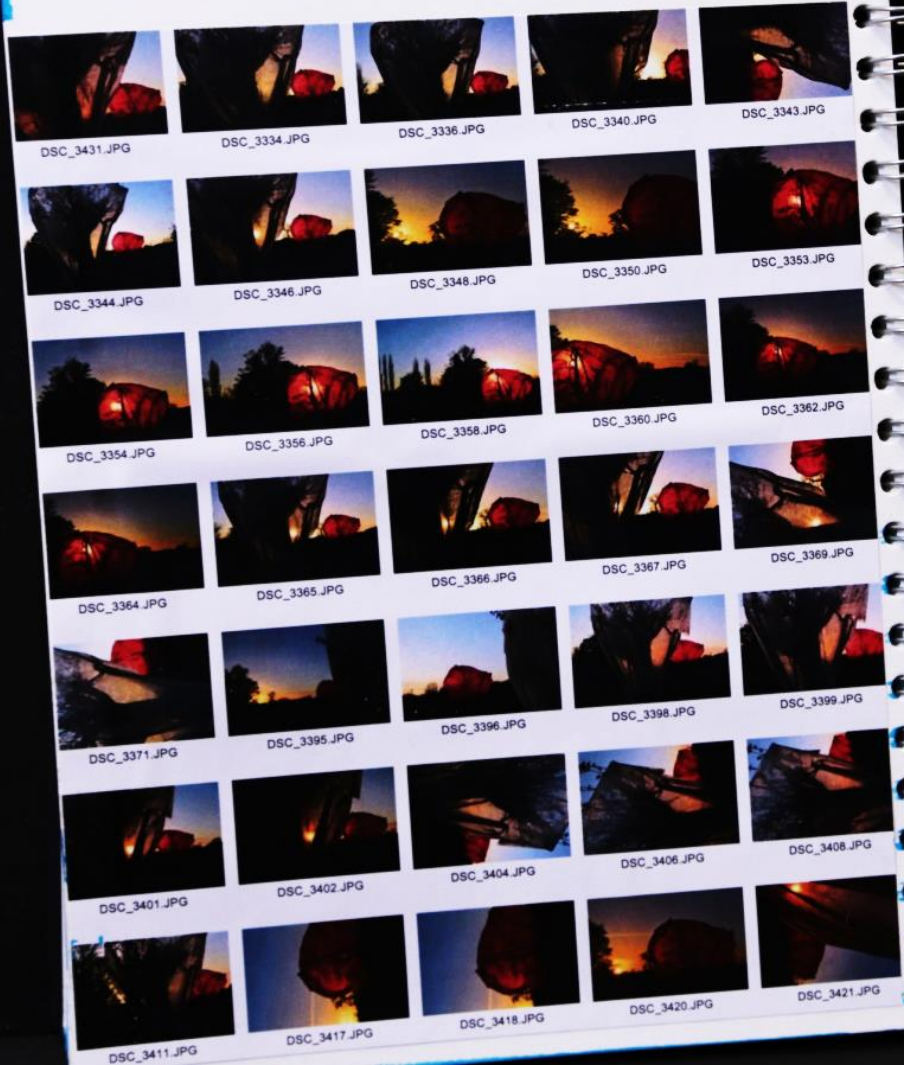 DSC_3431.JPG DSC_3334.JPG DSC_3336.JPG DSC_3340.JPG DSC_3343.JPG
DSC_3344.JPG DSC_3346.JPG DSC_3348.JPG DSC_3350.JPG DSC_3353.JPG
DSC_3354.JPG DSC_3356.JPG DSC_3358.JPG DSC_3360.JPG DSC_3362.JPG
DSC_3364.JPG DSC_3365.JPG DSC_3366.JPG DSC_3367.JPG DSC_3369.JPG
DSC_3371.JPG DSC_3395.JPG DSC_3396.JPG DSC_3398.JPG DSC_3399.JPG
DSC_3401.JPG DSC_3402.JPG DSC_3404.JPG DSC_3406.JPG DSC_3408.JPG
DSC_3411.JPG DSC_3417.JPG DSC_3418.JPG DSC_3420.JPG DSC_3421.JPG